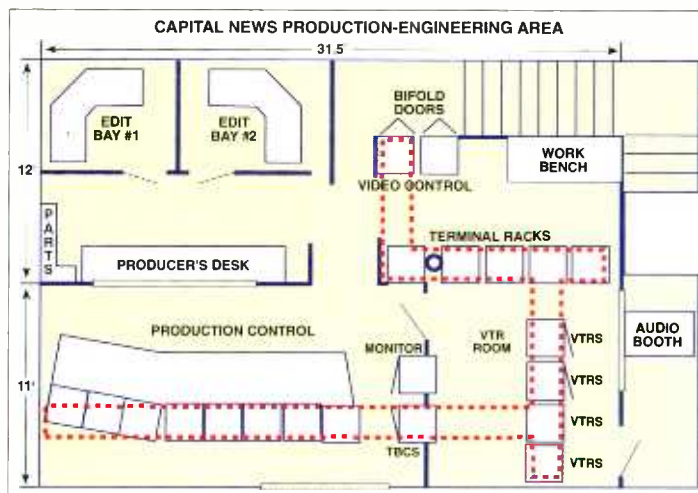 CAPITAL NEWS PRODUCTION-ENGINEERING AREA
31.5
EDIT
BAY #1
EDIT
BAY #2
BIFOLD
DOORS
WORK
BENCH
12'
VIDEO CONTROL
PARTS
TERMINAL RACKS
PRODUCER'S DESK
PRODUCTION CONTROL
MONITOR
VTR
ROOM
VTRS
AUDIO
BOOTH
VTRS
11'
VTRS
TBCS
VTRS